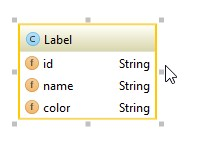 C Label
f id String
f name String
f color String